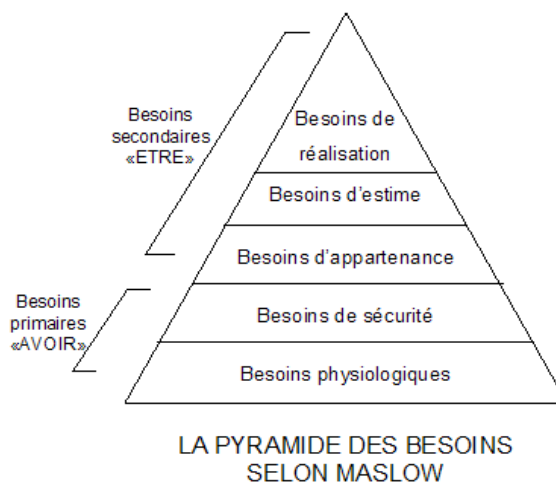 Besoins de
réalisation
Besoins d'estime
Besoins d'appartenance
Besoins de sécurité
Besoins physiologiques
Besoins
secondaires
«ETRE»
Besoins
primaires
«AVOIR»
LA PYRAMIDE DES BESOINS
SELON MASLOW